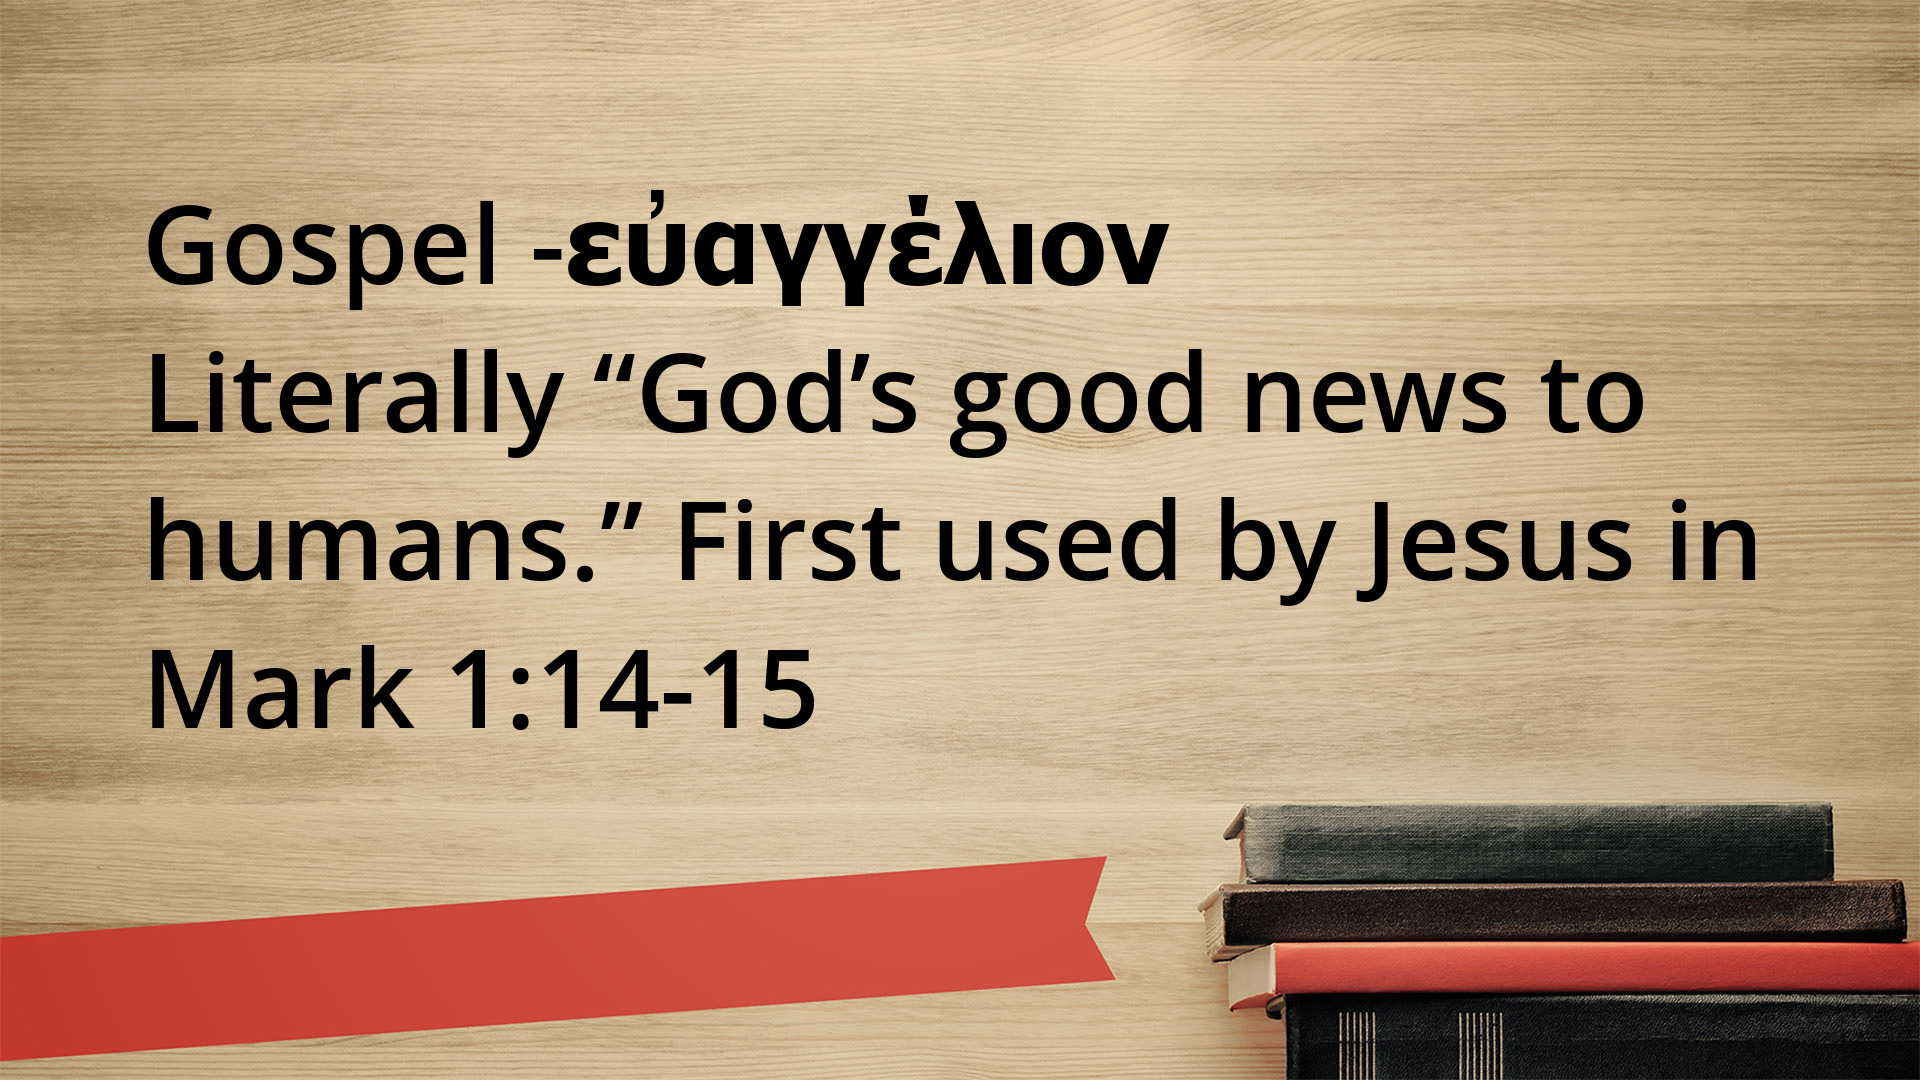 Gospel -εὐαγγέλιον
Literally “God’s good news to
humans.” First used by Jesus in
Mark 1:14-15